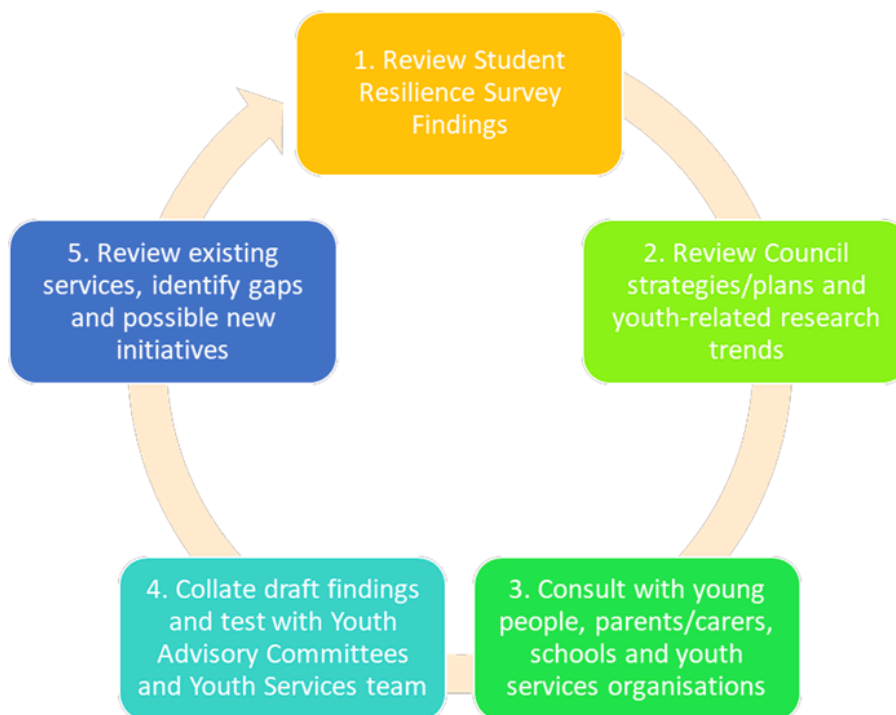 1. Review Student
Resilience Survey
Findings
2. Review Council
strategies/plans and
youth-related research
trends
3. Consult with young
people, parents/carers,
schools and youth
services organisations
4. Collate draft findings
and test with Youth
Advisory Committees
and Youth Services team
5. Review existing
services, identify gaps
and possible new
initiatives